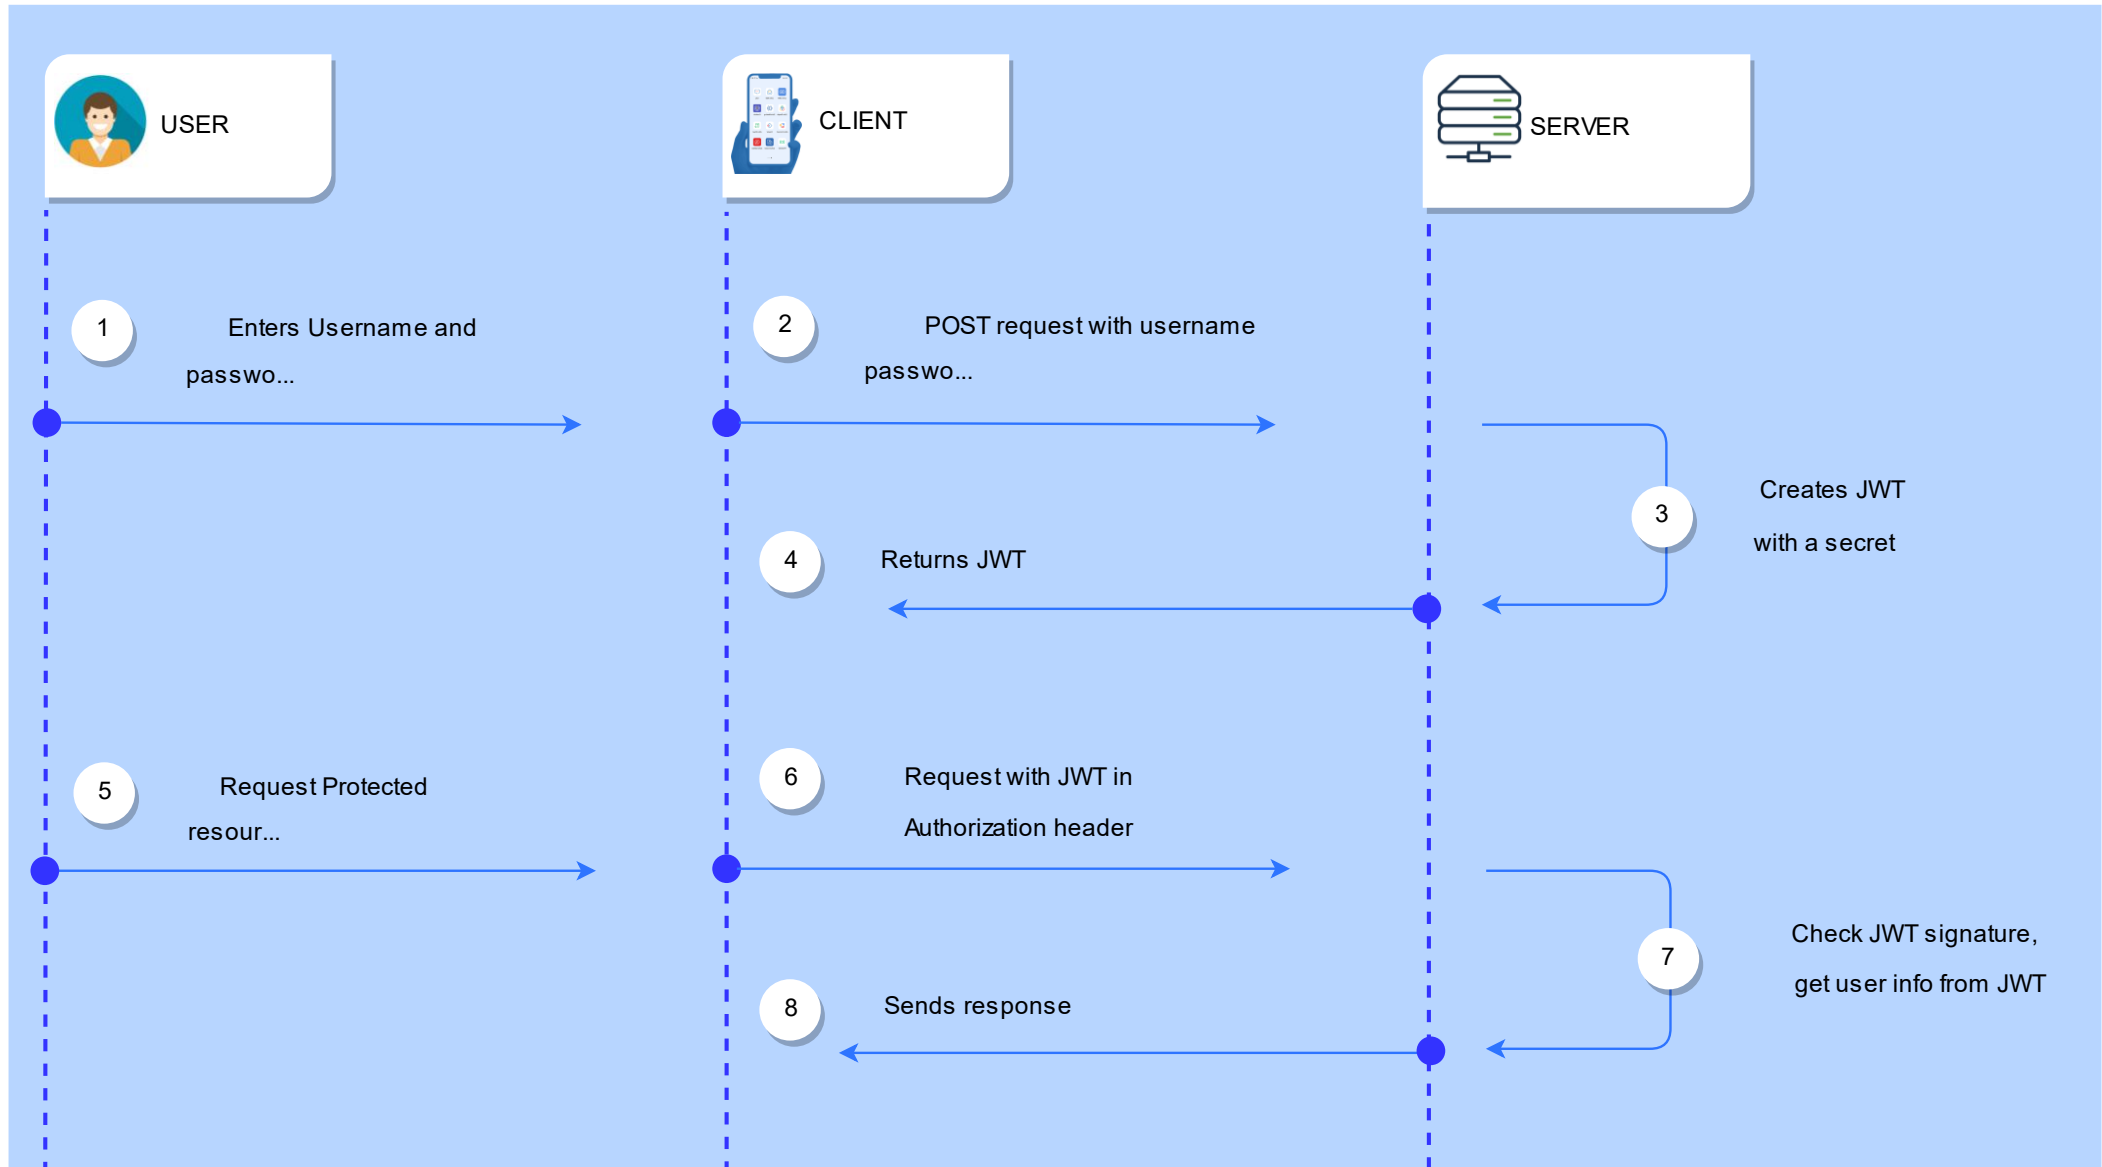 USER
CLIENT
SERVER
1
Enters Username and
passwo...
2
POST request with username
passwo...
3
Creates JWT
with a secret
4
Returns JWT
5
Request Protected
resour...
6
Request with JWT in
Authorization header
7
Check JWT signature,
get user info from JWT
8
Sends response